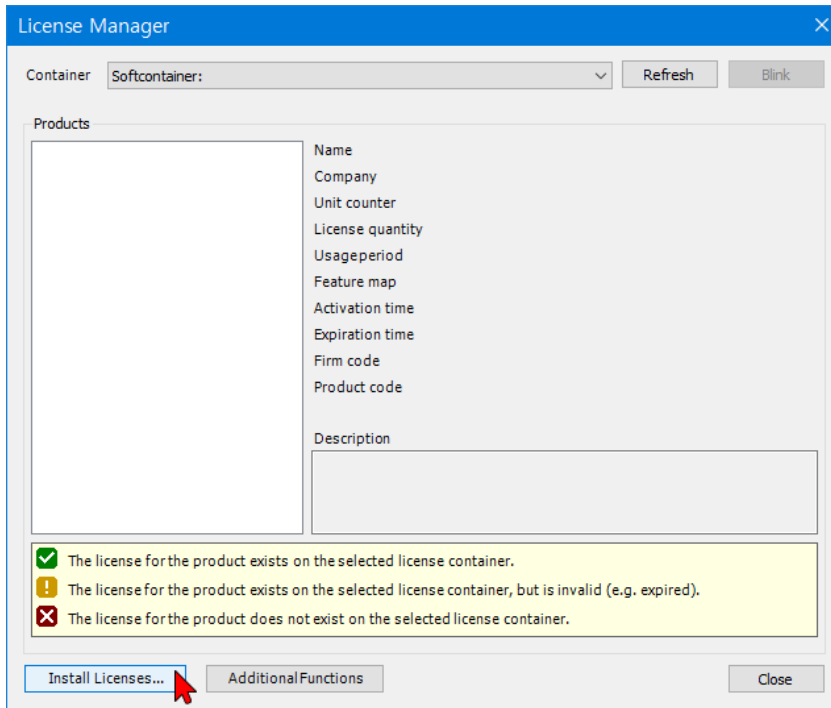 License Manager
Container Softcontainer: Refresh Blink
Products
Name
Company
Unit counter
License quantity
Usageperiod
Feature map
Activation time
Expiration time
Firm code
Product code
Description
The license for the product exists on the selected license container.
The license for the product exists on the selected license container, but is invalid (e.g. expired).
The license for the product does not exist on the selected license container.
Install Licenses... Additional Functions Close